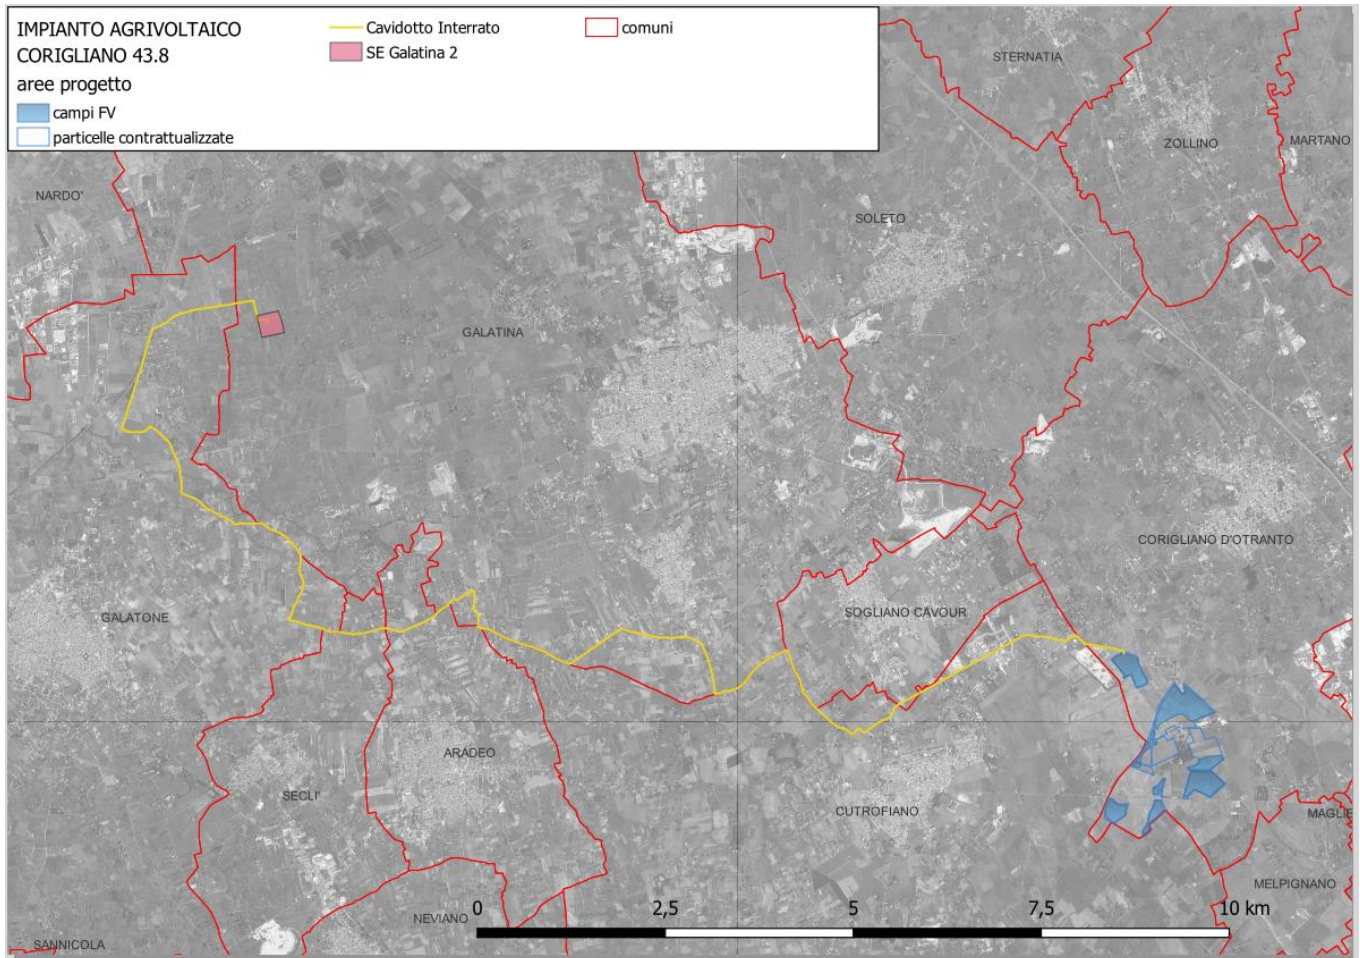 IMPIANTO AGRIVOLTAICO
CORIGLIANO 43.8
aree progetto
campi FV
particelle contrattualizzate
Cavidotto Interrato
SE Galatina 2
comuni
STERNATIA
ZOLLINO
MARTANO
NARDO'
SOLETO
GALATINA
CORIGLIANO D'OTRANTO
GALATONE
SOGLIANO CAVOUR
ARADEO
SECLI'
CUTROFIANO
MAGLIE
MELPIGNANO
NEVIANO
SANNICOLA
0 2,5 5 7,5 10 km